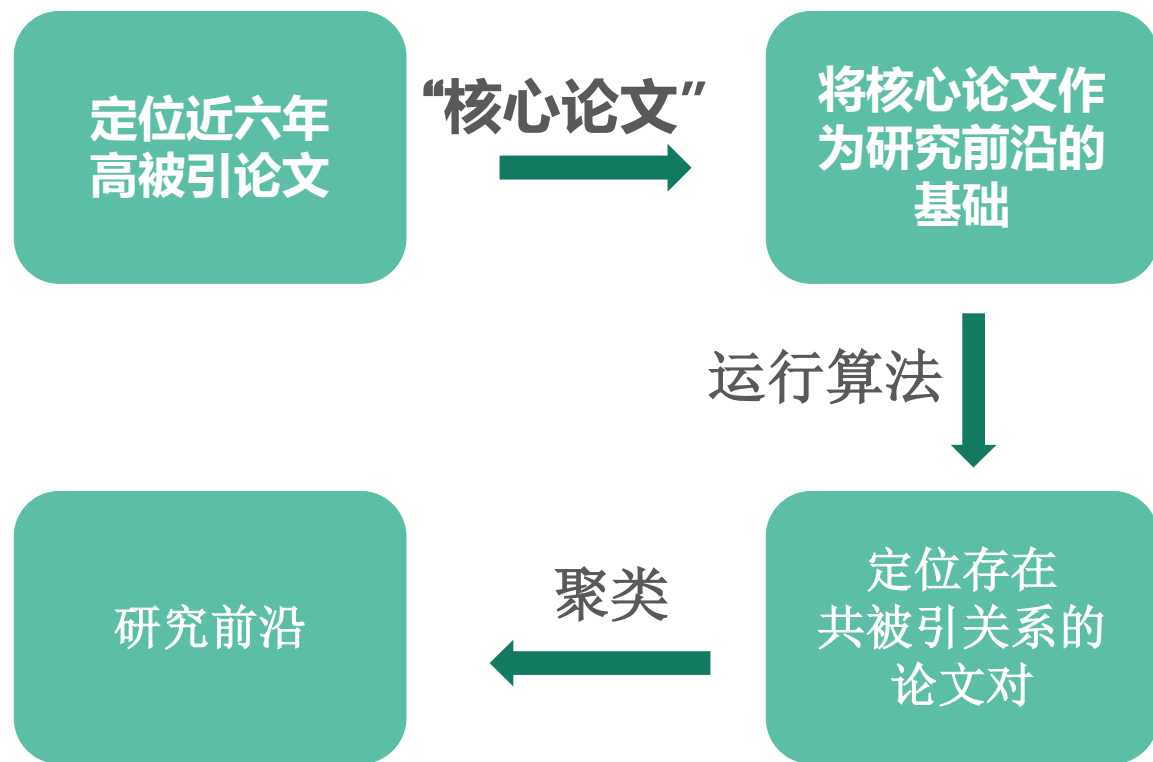 定位近六年
高被引论文
“核心论文”
将核心论文作
为研究前沿的
基础
运行算法
定位存在
共被引关系的
论文对
聚类
研究前沿